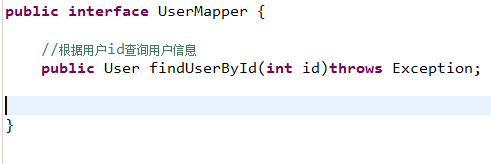 public interface UserMapper {
//根据用户id查询用户信息
public User findUserById(int id)throws Exception;
}